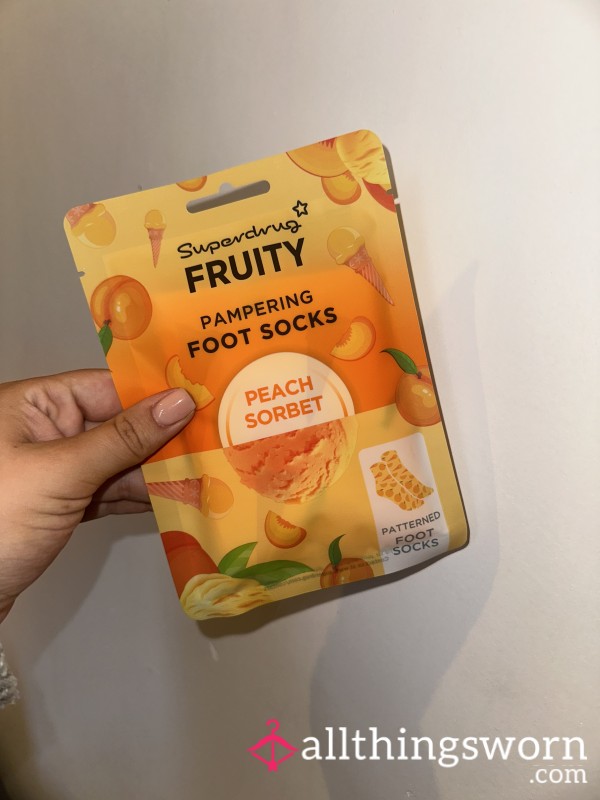 Superdrug
FRUITY
PAMPERING
FOOT SOCKS
PEACH
SORBET
PATTERNED
FOOT
SOCKS
allthingsworn
.com